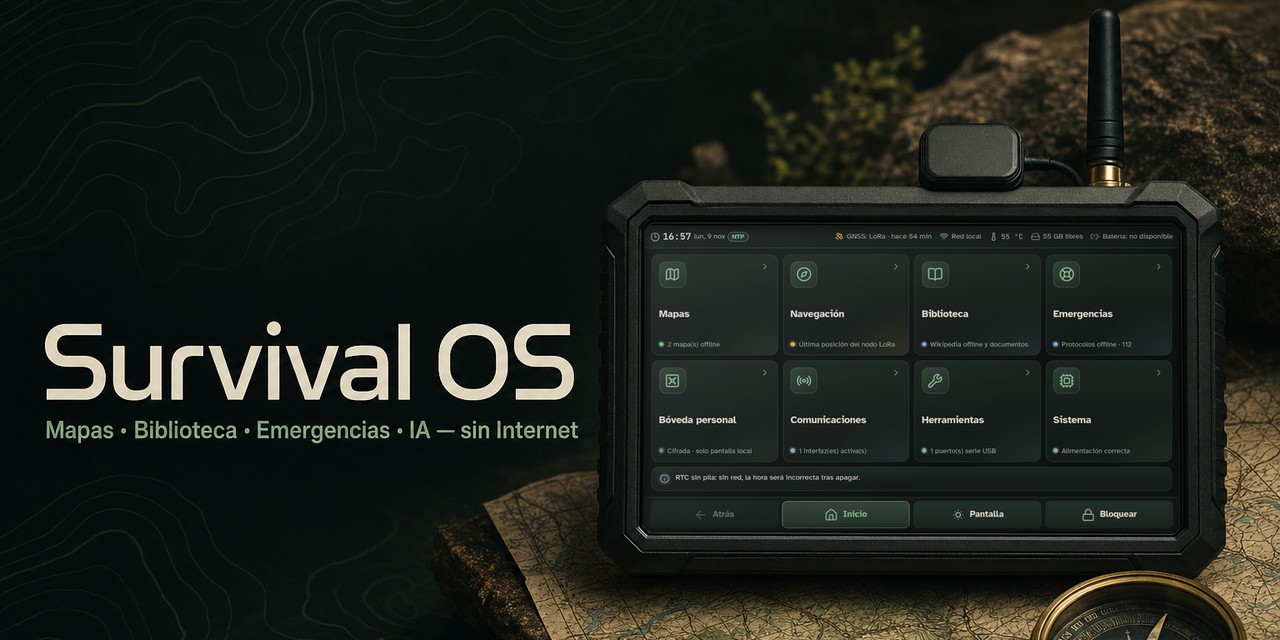 Survival OS
Mapas • Biblioteca • Emergencias • IA — sin Internet
16:57 lun, 9 nov NTP
GNSS: LoRa · hace 54 min
Red local
55 °C
55 GB libres
Batería: no disponible
Mapas
2 mapa(s) offline
Navegación
Última posición del nodo LoRa
Biblioteca
Wikipedia offline y documentos
Emergencias
Protocolos offline · 112
Bóveda personal
Cifrada · solo pantalla local
Comunicaciones
1 interfaz(es) activa(s)
Herramientas
1 puerto(s) serie USB
Sistema
Alimentación correcta
RTC sin pila: sin red, la hora será incorrecta tras apagar.
Atrás
Inicio
Pantalla
Bloquear